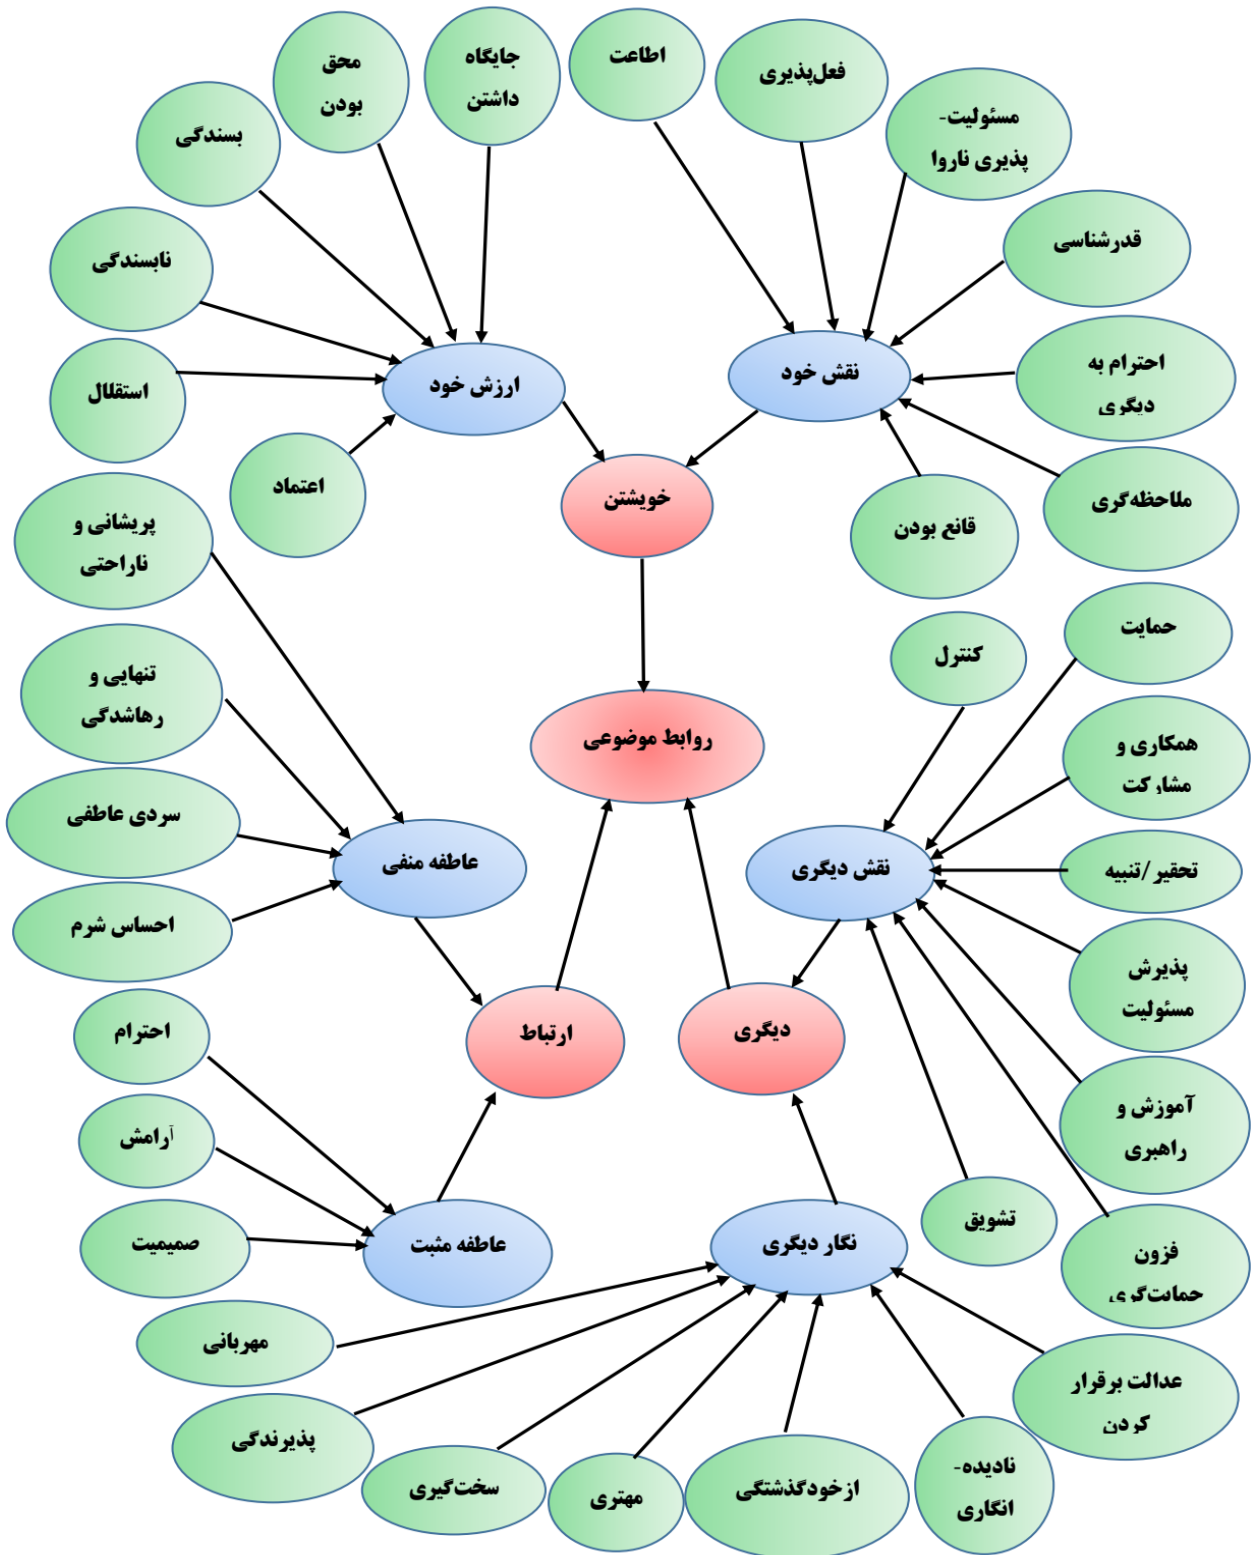 اطاعت
فعل‌پذیری
جایگاه
داشتن
محق
بودن
بسندگی
مسئولیت-
پذیری ناروا
قدرشناسی
نابسندگی
احترام به
دیگری
نقش خود
ارزش خود
استقلال
ملاحظه‌گری
خویشتن
اعتماد
قانع بودن
پریشانی و
ناراحتی
حمایت
کنترل
تنهایی و
رهاشدگی
روابط موضوعی
همکاری و
مشارکت
سردی عاطفی
عاطفه منفی
نقش دیگری
تحقیر/تنبیه
احساس شرم
پذیرش
مسئولیت
احترام
ارتباط
دیگری
آموزش و
راهبری
آرامش
تشویق
صمیمیت
عاطفه مثبت
نگار دیگری
فزون
حمایت‌گری
مهربانی
عدالت برقرار
کردن
پذیرندگی
سخت‌گیری
مهتری
ازخودگذشتگی
نادیده-
انگاری